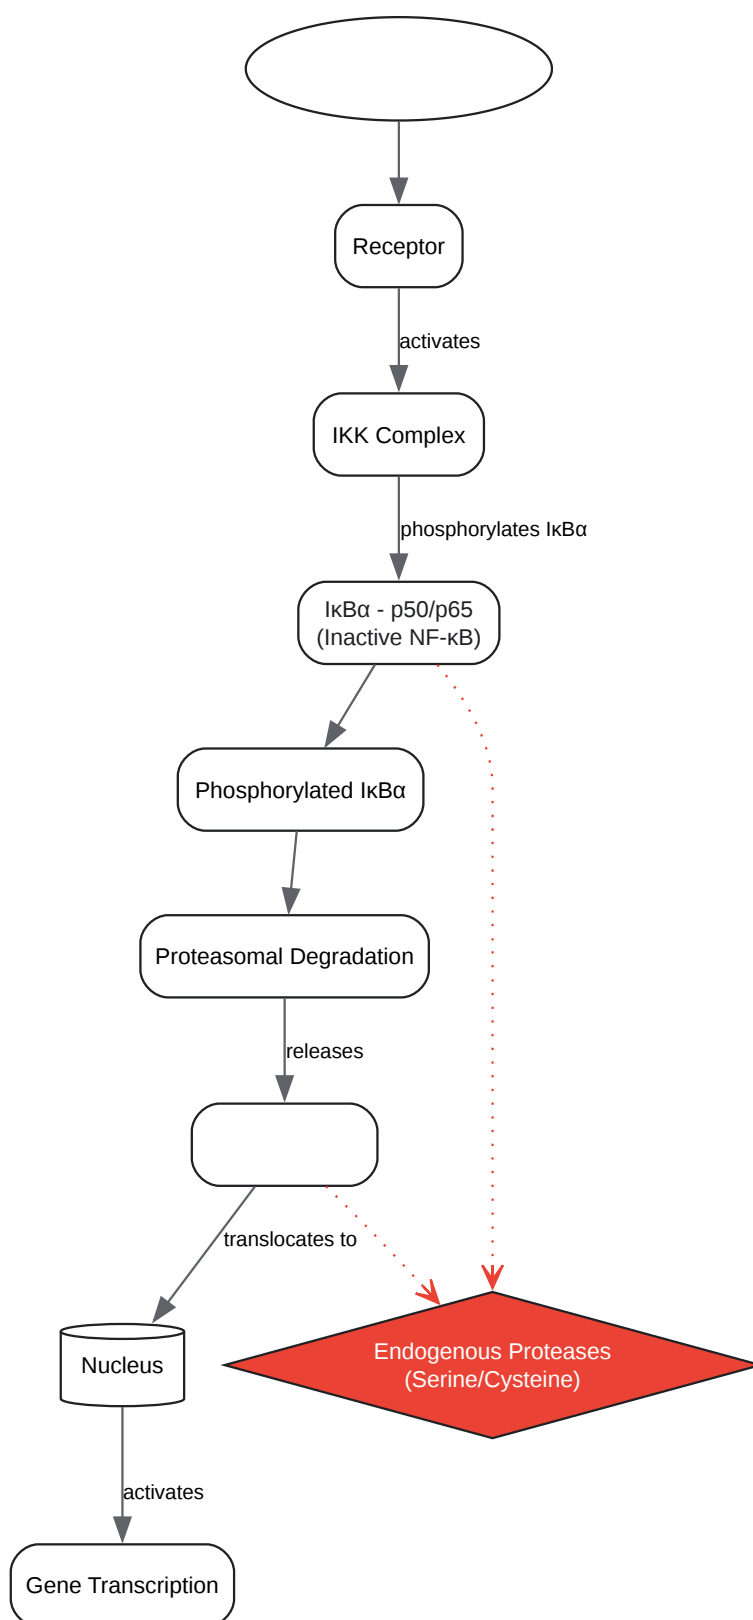 Receptor
activates
IKK Complex
phosphorylates IκBα
IκBα - p50/p65
(Inactive NF-κB)
Phosphorylated IκBα
Proteasomal Degradation
releases
translocates to
Nucleus
Endogenous Proteases
(Serine/Cysteine)
activates
Gene Transcription